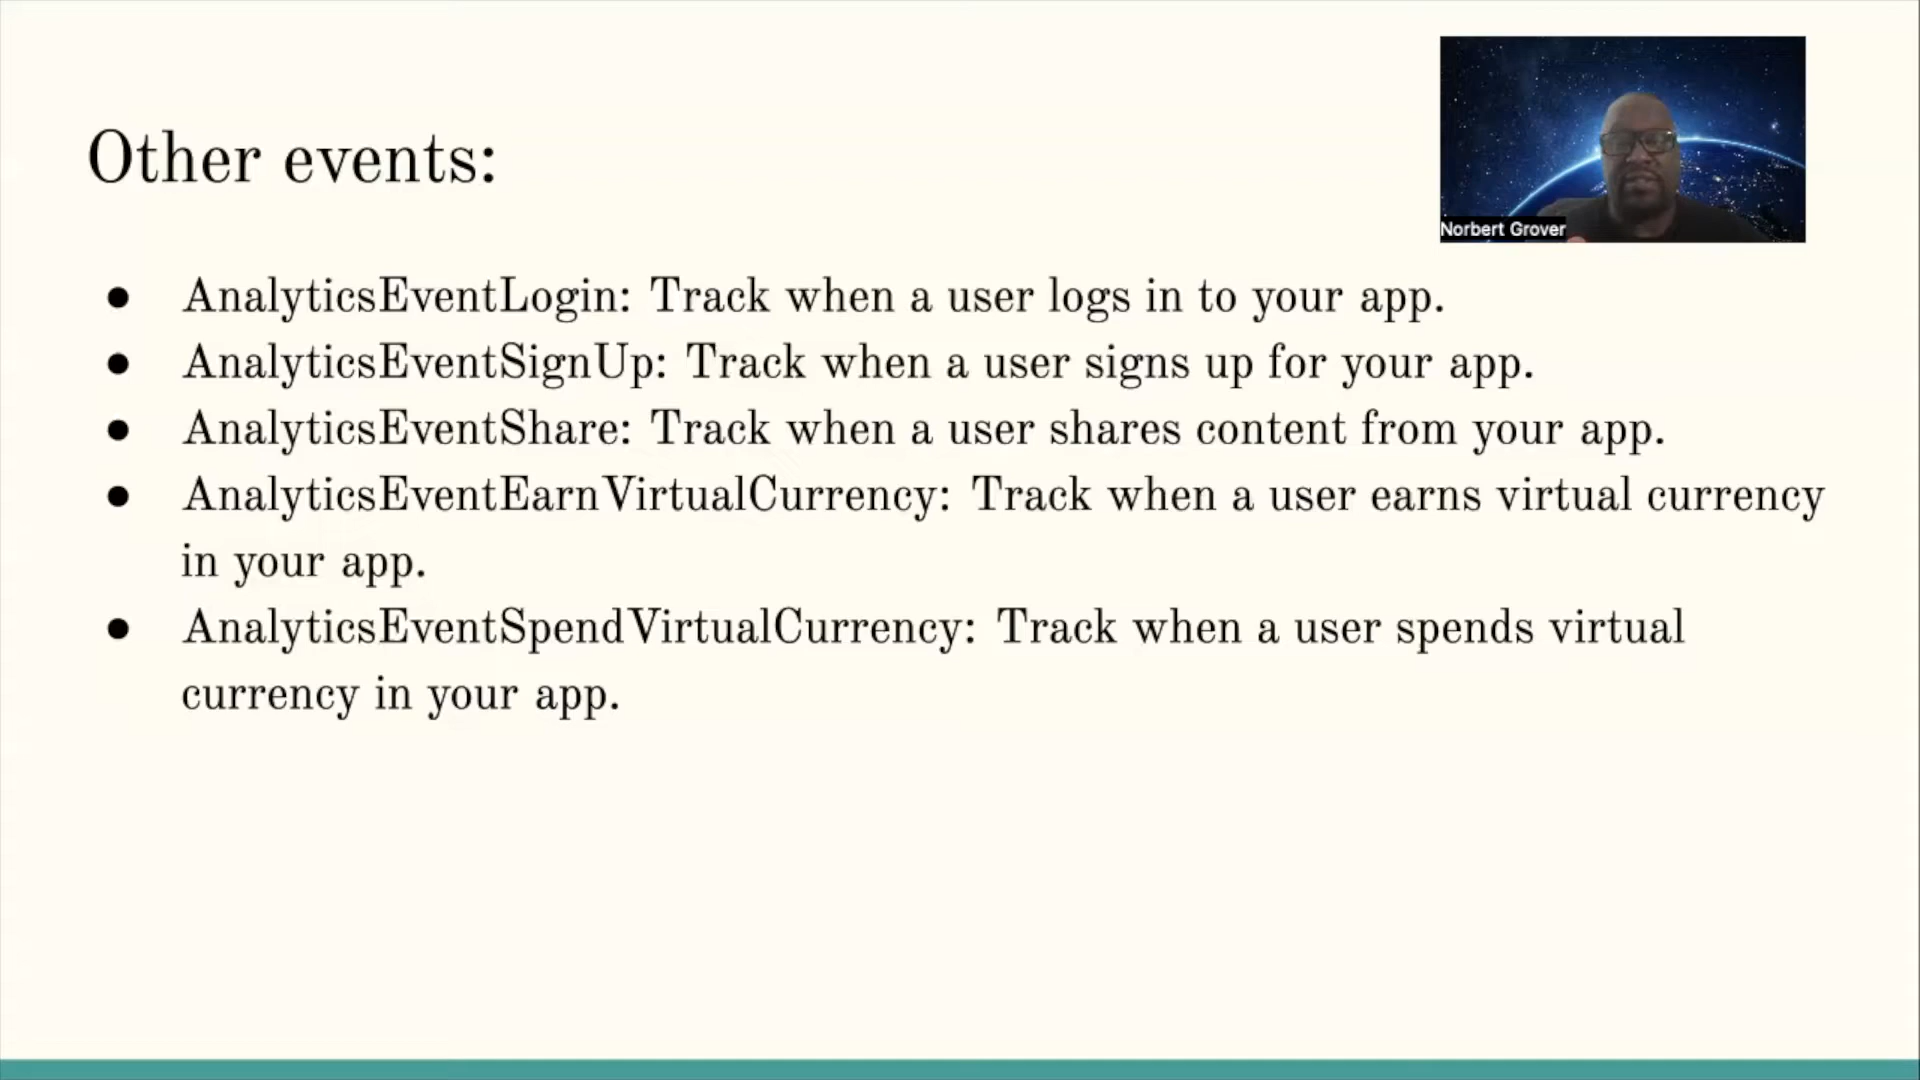 Other events:
Norbert Grover
● AnalyticsEventLogin: Track when a user logs in to your app.
● AnalyticsEventSignUp: Track when a user signs up for your app.
● AnalyticsEventShare: Track when a user shares content from your app.
● AnalyticsEventEarnVirtualCurrency: Track when a user earns virtual currency
in your app.
● AnalyticsEventSpendVirtualCurrency: Track when a user spends virtual
currency in your app.